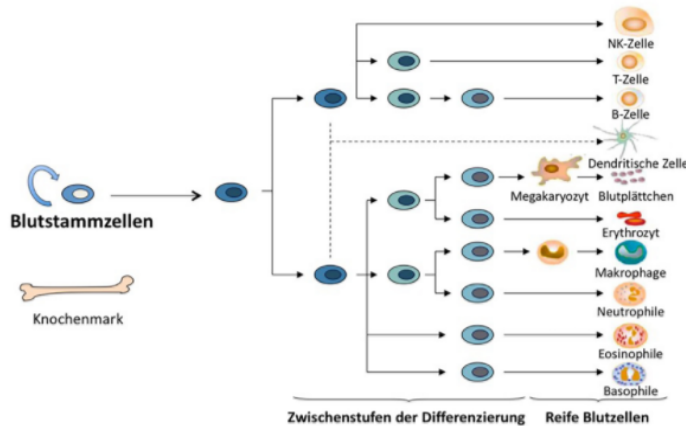 NK-Zelle
T-Zelle
B-Zelle
Dendritische Zelle
Megakaryozyt
Blutplättchen
Blutstammzellen
Erythrozyt
Makrophage
Knochenmark
Neutrophile
Eosinophile
Basophile
Zwischenstufen der Differenzierung
Reife Blutzellen